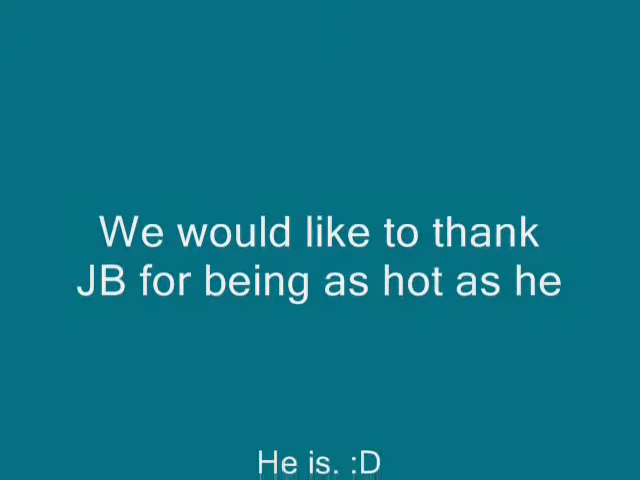 We would like to thank
JB for being as hot as he
He is. :D